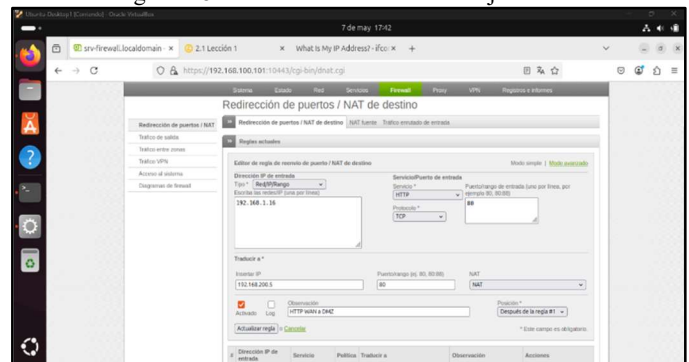 Ubuntu Desktop I [Corriendo] - Oracle VirtualBox
7 de may 17:42
srv-firewall.localdomain -
2.1 Lección 1
What Is My IP Address? - ifco
https://192.168.100.101:10443/cgi-bin/dnat.cgi
Sistema Estado Red Servicios Firewall Proxy VPN Registros e informes
Redirección de puertos / NAT de destino
Redirección de puertos / NAT
Tráfico de salida
Tráfico entre zonas
Tráfico VPN
Acceso al sistema
Diagramas de firewall
Redirección de puertos / NAT de destino NAT fuente Tráfico enrutado de entrada
Reglas actuales
Editor de regla de reenvío de puerto / NAT de destino
Modo simple | Modo avanzado
Dirección IP de entrada
Tipo * Red/IP/Rango
Escriba las redes/IP (una por línea)
192.168.1.16
Servicio/Puerto de entrada
Servicio *
HTTP
Protocolo *
TCP
Puerto/rango de entrada (uno por línea, por ejemplo 80, 80:88)
80
Traducir a *
Insertar IP
192.168.200.5
Puerto/rango (ej. 80, 80:88)
80
NAT
NAT
Activado
Log
Observación
HTTP WAN a DMZ
Posición *
Después de la regla #1
Actualizar regla o Cancelar
* Este campo es obligatorio.
# Dirección IP de entrada Servicio Política Traducir a Observación Acciones